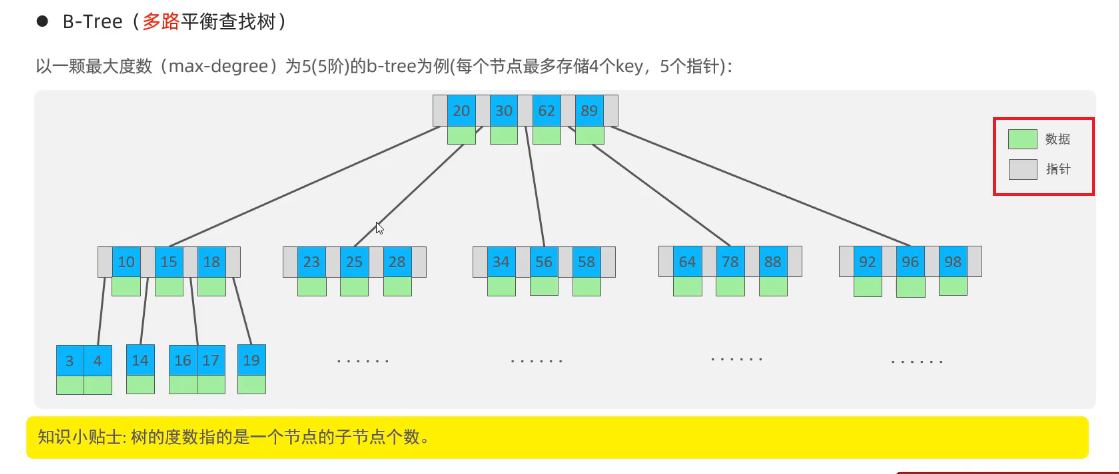 ● B-Tree（多路平衡查找树）
以一颗最大度数（max-degree）为5(5阶)的b-tree为例(每个节点最多存储4个key，5个指针)：
20 30 62 89
数据
指针
10 15 18 23 25 28 34 56 58 64 78 88 92 96 98
3 4 14 16 17 19 ······ ······ ······ ······
知识小贴士: 树的度数指的是一个节点的子节点个数。